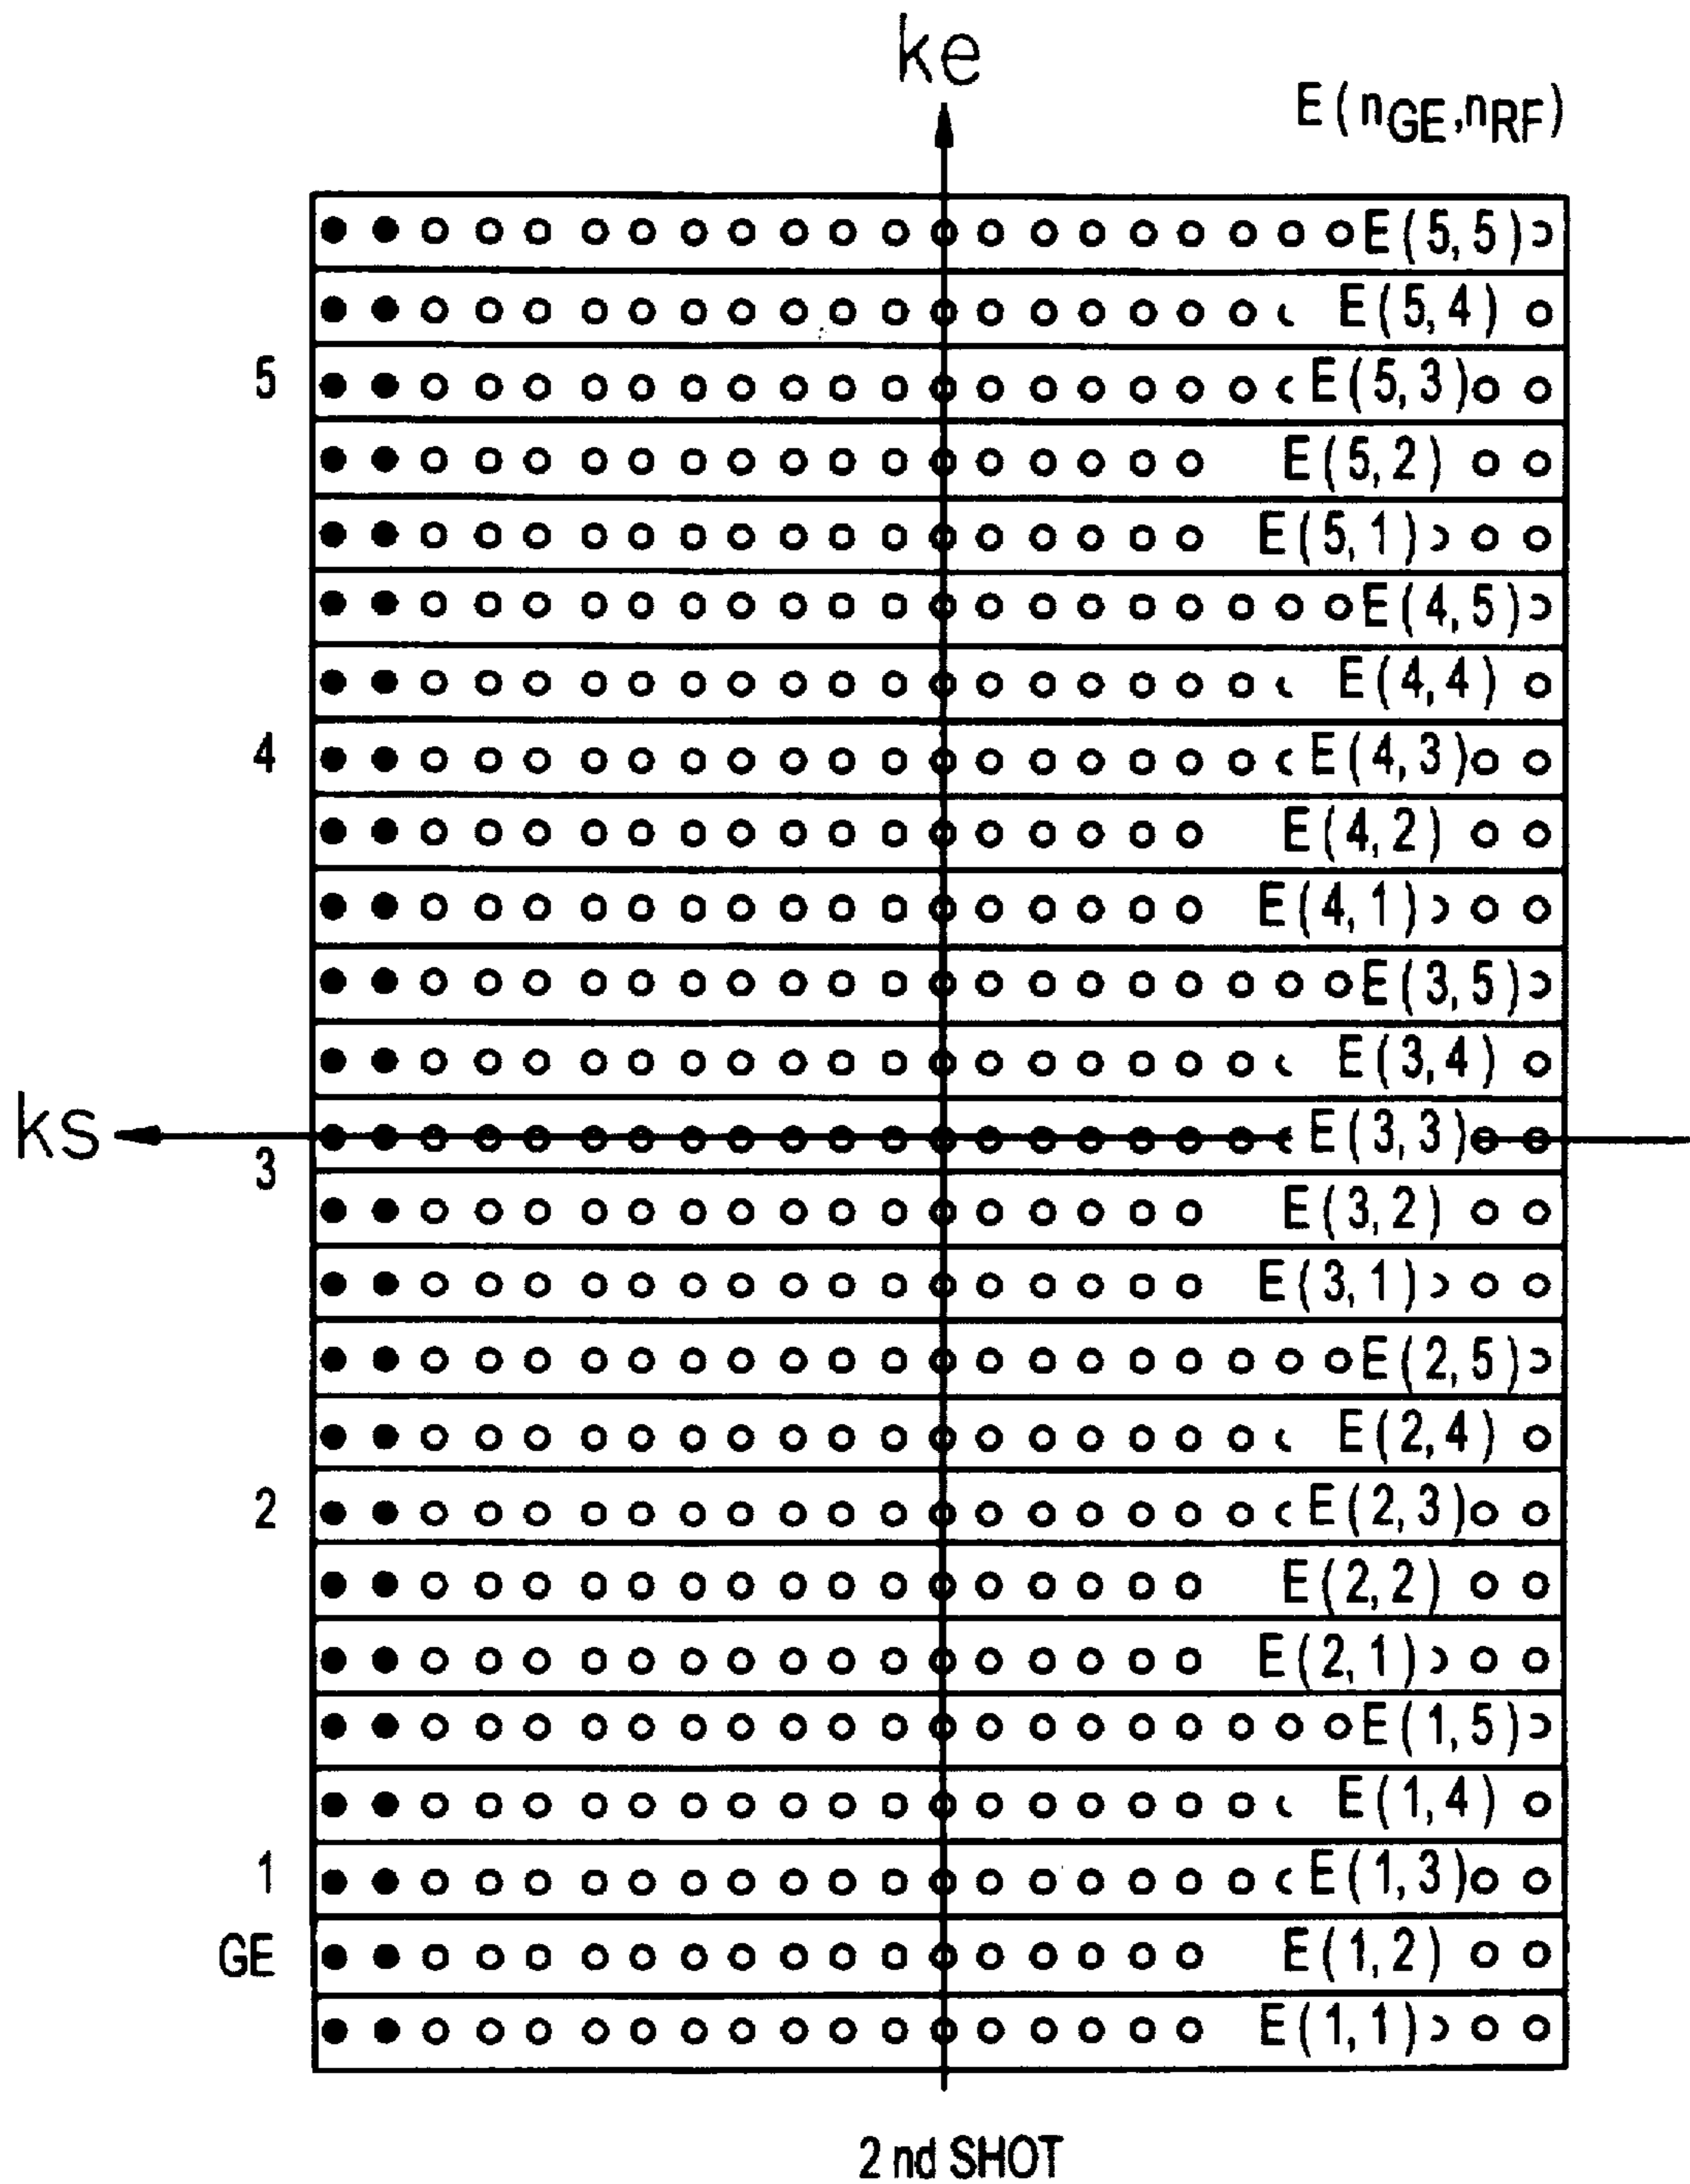 ke
E(nGE,nRF)
E(5,5)
E(5,4)
5 E(5,3)
E(5,2)
E(5,1)
E(4,5)
E(4,4)
4 E(4,3)
E(4,2)
E(4,1)
E(3,5)
E(3,4)
ks E(3,3)
3
E(3,2)
E(3,1)
E(2,5)
E(2,4)
2 E(2,3)
E(2,2)
E(2,1)
E(1,5)
E(1,4)
1 E(1,3)
GE E(1,2)
E(1,1)
2 nd SHOT